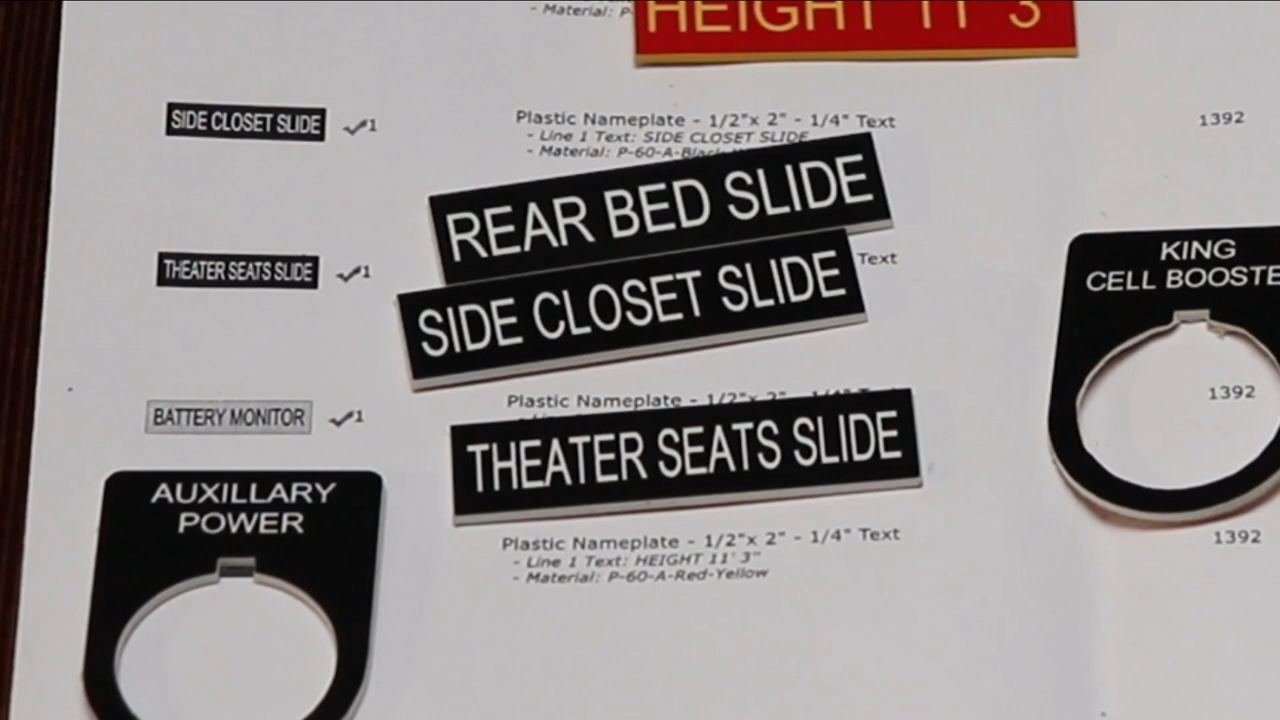 - Material: P-
HEIGHT 11' 3"
SIDE CLOSET SLIDE
1
Plastic Nameplate - 1/2"x 2" - 1/4" Text
- Line 1 Text: SIDE CLOSET SLIDE
- Material: P-60-A-Black-
1392
REAR BED SLIDE
THEATER SEATS SLIDE
1
Text
SIDE CLOSET SLIDE
KING
CELL BOOSTE
BATTERY MONITOR
1
Plastic Nameplate - 1/2"x 2" - 1/4" Text
1392
THEATER SEATS SLIDE
AUXILLARY
POWER
Plastic Nameplate - 1/2"x 2" - 1/4" Text
- Line 1 Text: HEIGHT 11' 3"
- Material: P-60-A-Red-Yellow
1392